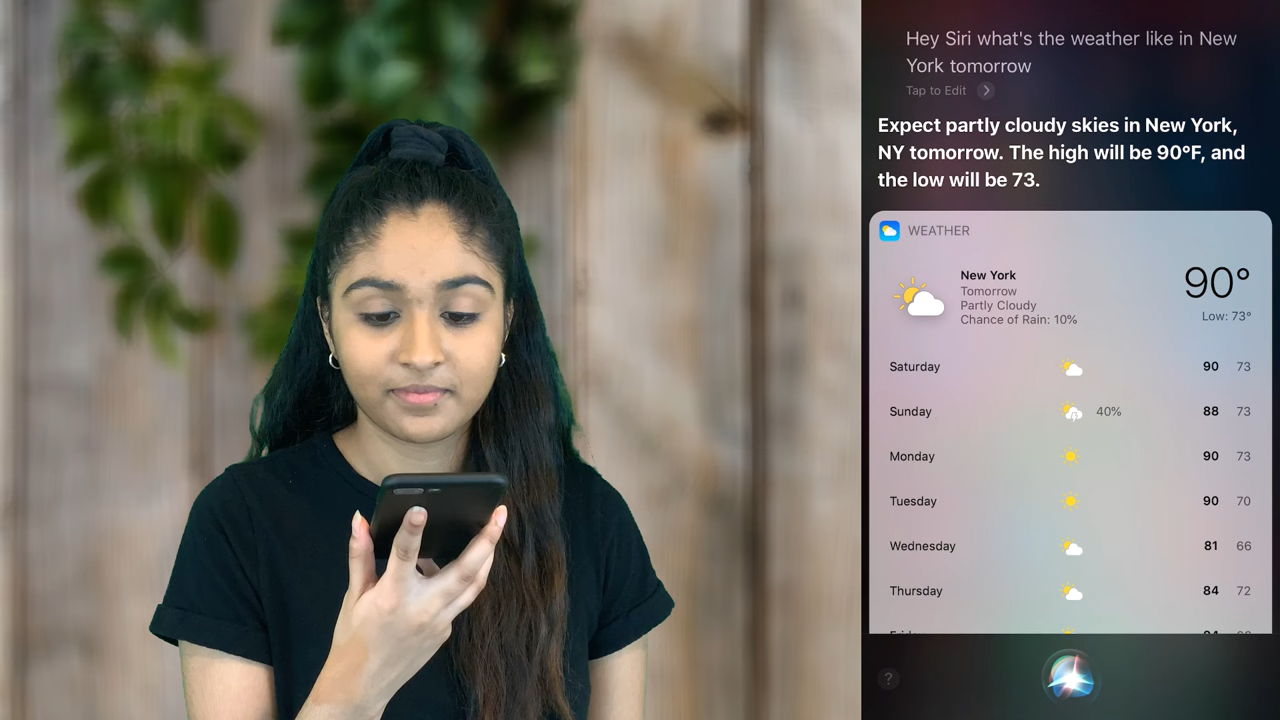 Hey Siri what's the weather like in New
York tomorrow
Tap to Edit
Expect partly cloudy skies in New York,
NY tomorrow. The high will be 90°F, and
the low will be 73.
WEATHER
New York
Tomorrow
Partly Cloudy
Chance of Rain: 10%
90°
Low: 73°
Saturday 90 73
Sunday 40% 88 73
Monday 90 73
Tuesday 90 70
Wednesday 81 66
Thursday 84 72
?